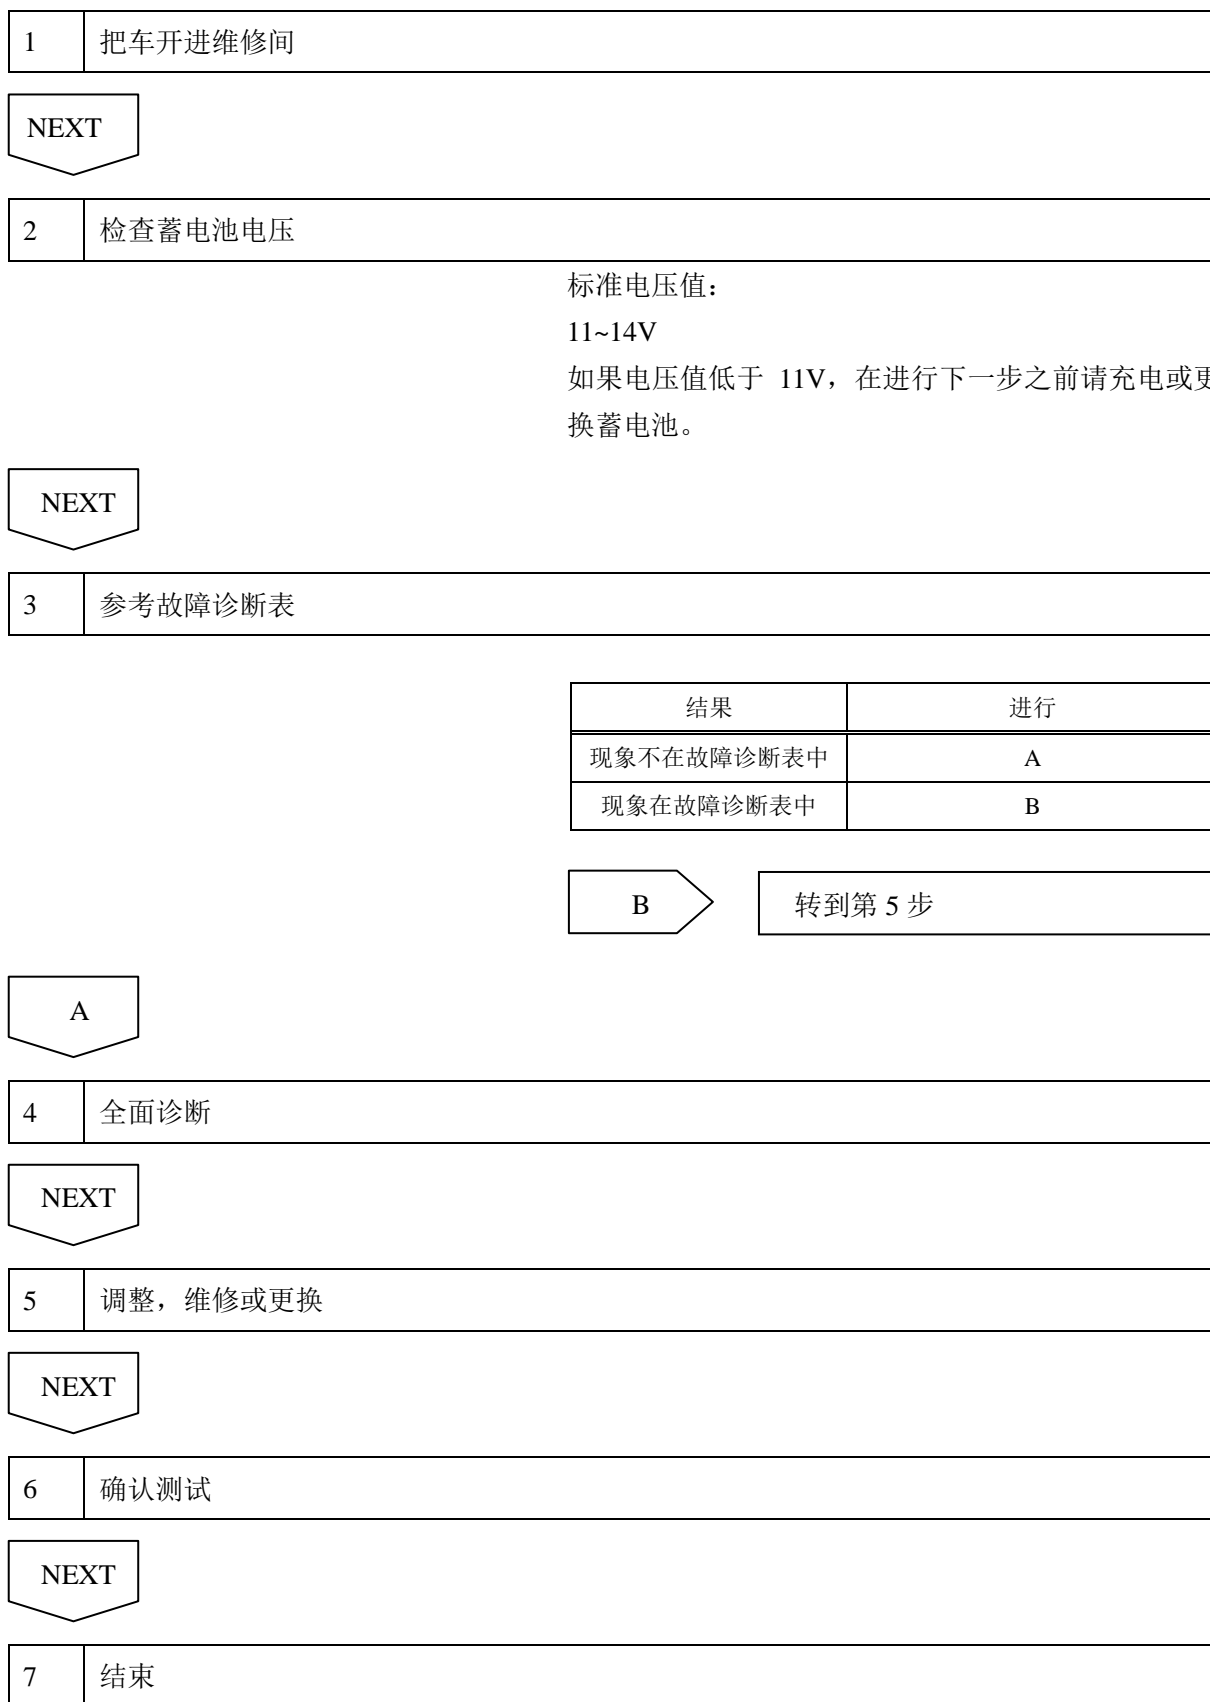 1 把车开进维修间
NEXT
2 检查蓄电池电压
标准电压值：
11~14V
如果电压值低于 11V，在进行下一步之前请充电或更
换蓄电池。
NEXT
3 参考故障诊断表
结果 进行
现象不在故障诊断表中 A
现象在故障诊断表中 B
B 转到第 5 步
A
4 全面诊断
NEXT
5 调整，维修或更换
NEXT
6 确认测试
NEXT
7 结束